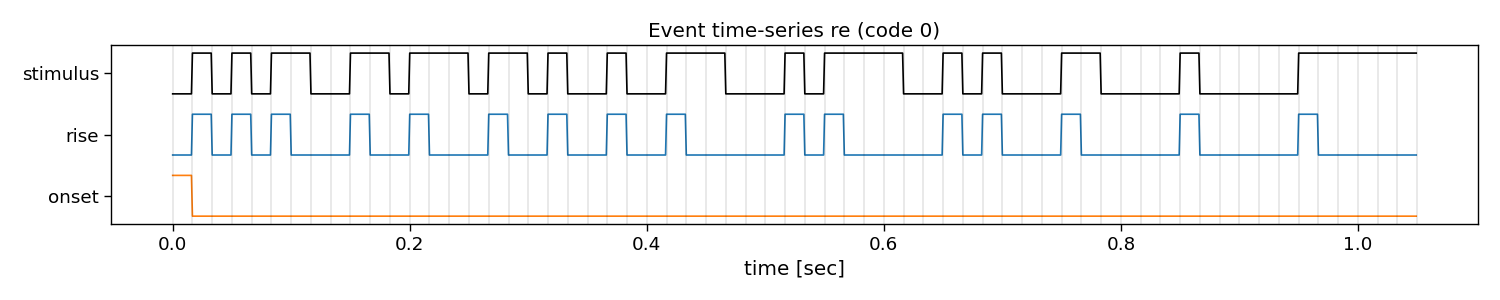 Event time-series re (code 0)
stimulus
rise
onset
0.0 0.2 0.4 0.6 0.8 1.0
time [sec]